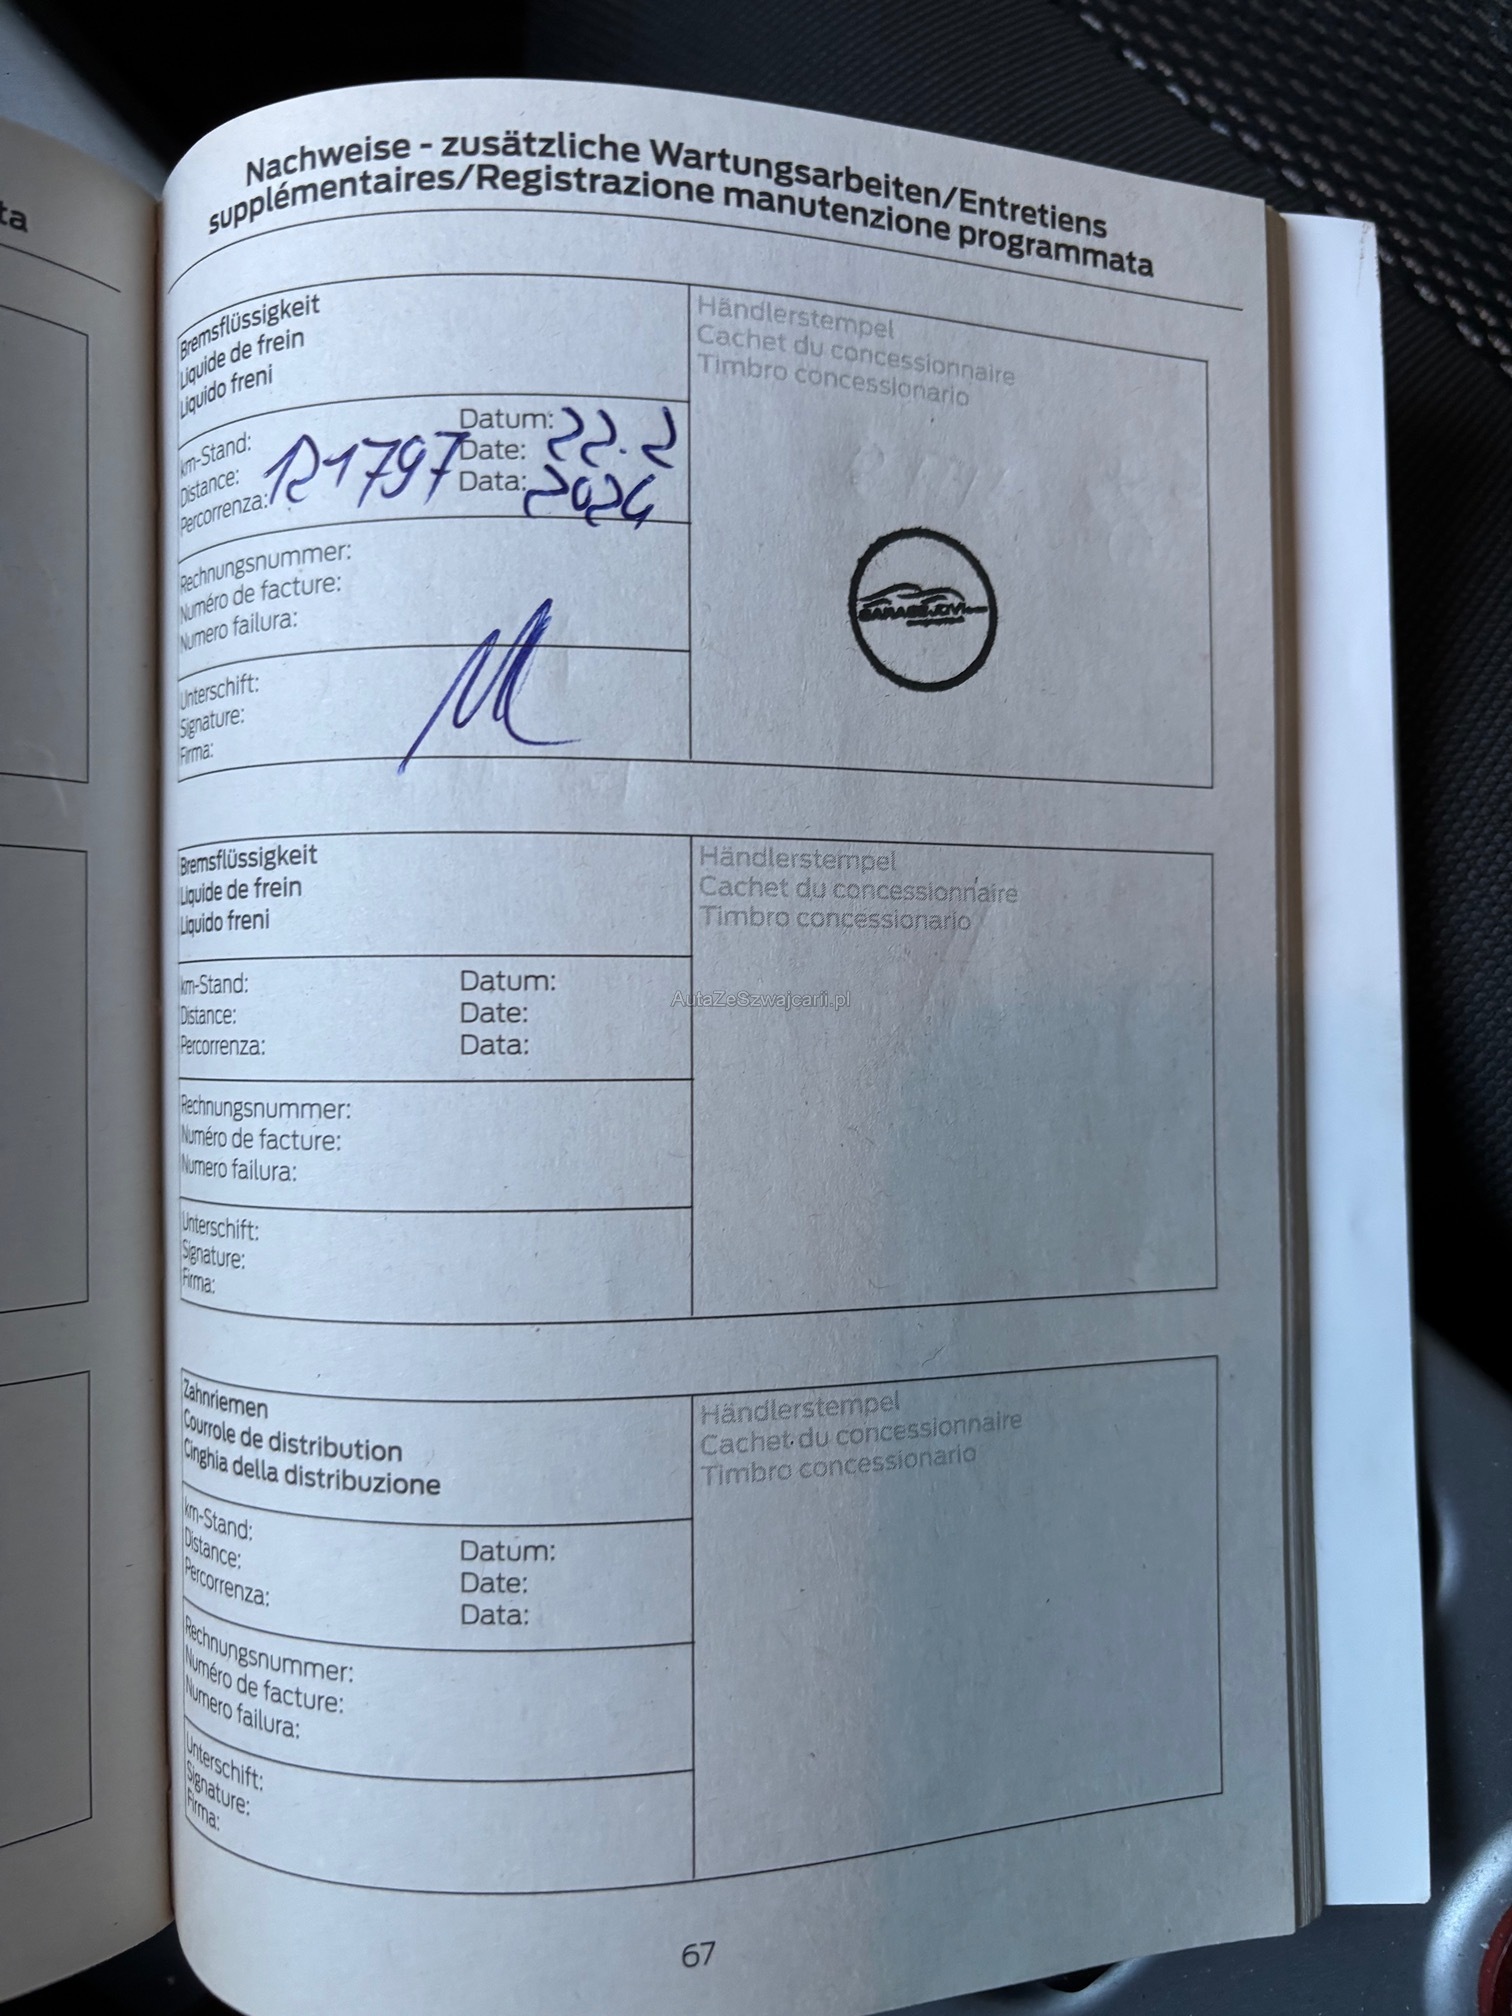 ta
Nachweise - zusätzliche Wartungsarbeiten/Entretiens
supplémentaires/Registrazione manutenzione programmata
Bremsflüssigkeit
Liquide de frein
Liquido freni
Händlerstempel
Cachet du concessionnaire
Timbro concessionario
km-Stand:
Distance:
Percorrenza:
121797
Datum: 22.2
Date:
Data: 2024
Rechnungsnummer:
Numéro de facture:
Numero failura:
GARAGE JOVI
Unterschift:
Signature:
Firma:
Bremsflüssigkeit
Liquide de frein
Liquido freni
Händlerstempel
Cachet du concessionnaire
Timbro concessionario
km-Stand:
Distance:
Percorrenza:
Datum:
Date:
Data:
AutaZeSzwajcarii.pl
Rechnungsnummer:
Numéro de facture:
Numero failura:
Unterschift:
Signature:
Firma:
Zahnriemen
Courrole de distribution
Cinghia della distribuzione
Händlerstempel
Cachet du concessionnaire
Timbro concessionario
km-Stand:
Distance:
Percorrenza:
Datum:
Date:
Data:
Rechnungsnummer:
Numéro de facture:
Numero failura:
Unterschift:
Signature:
Firma:
67